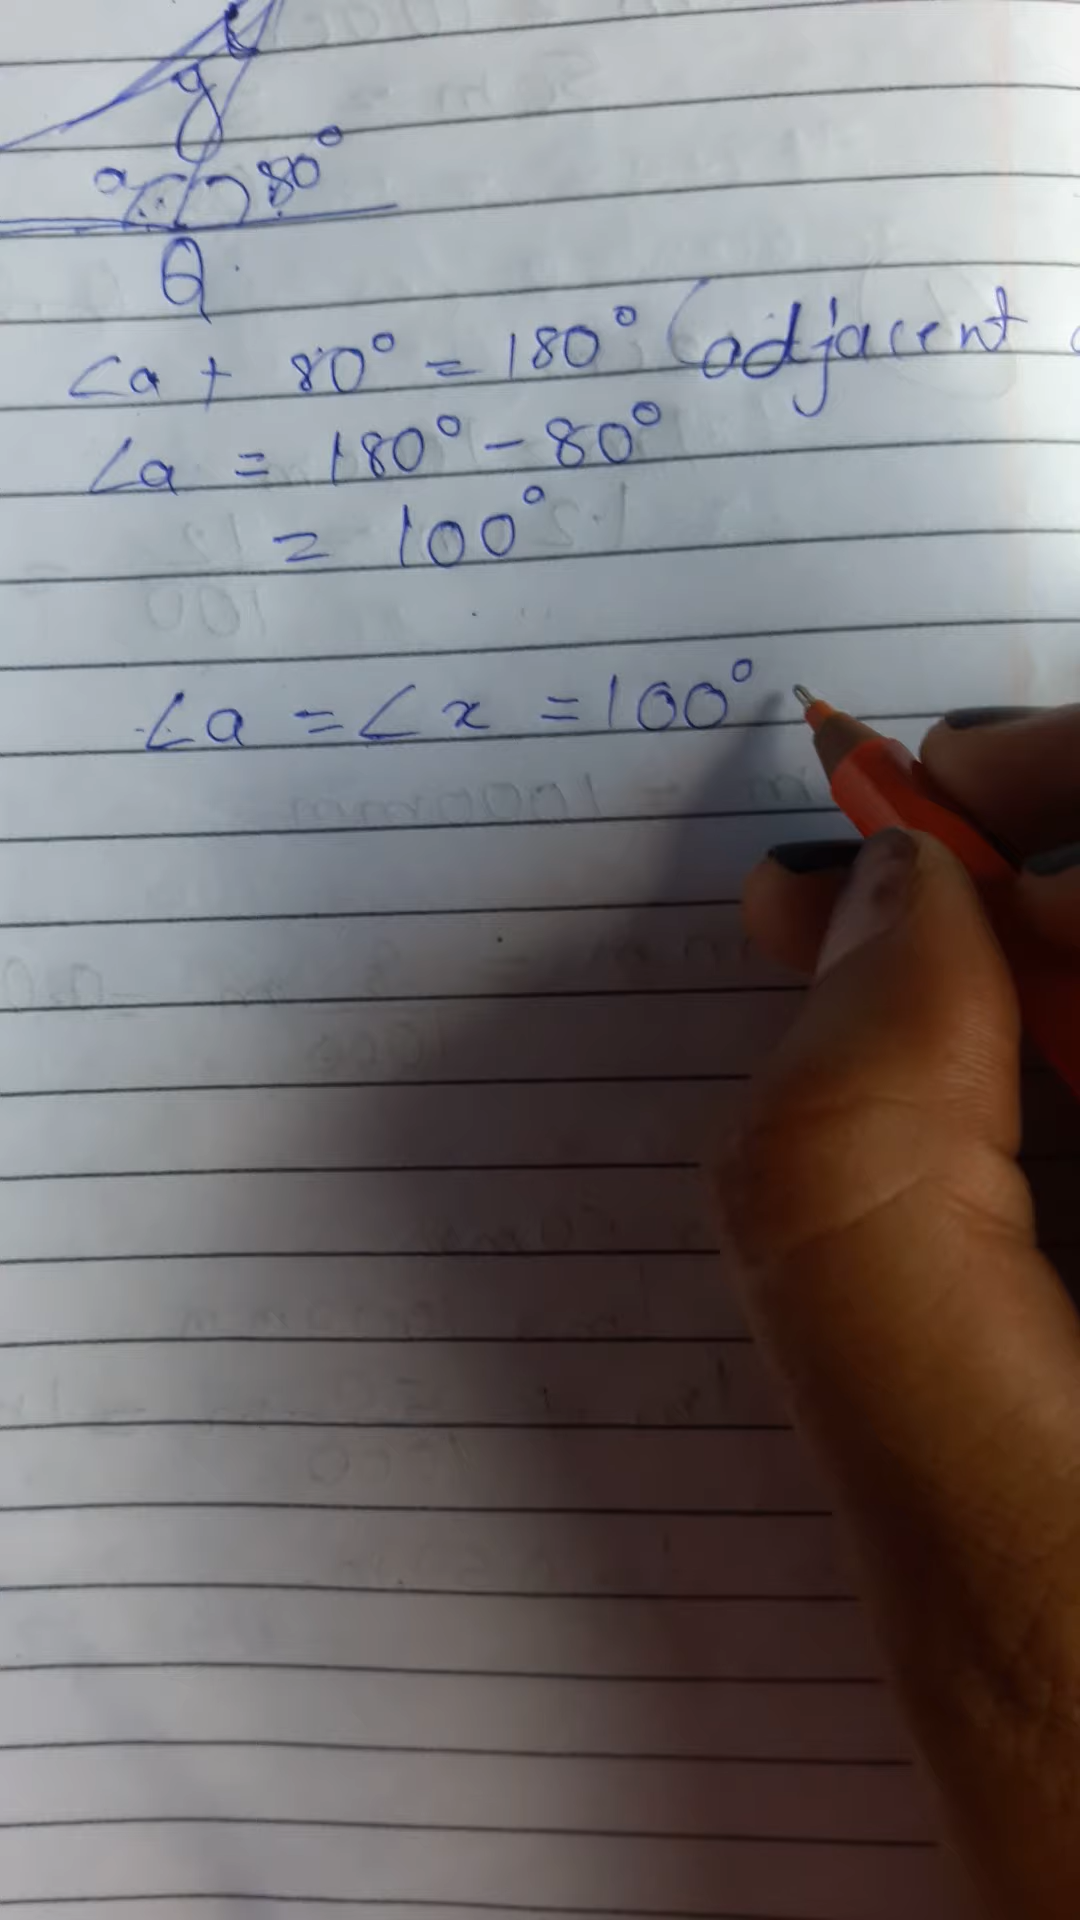 y
a 80°
Q
∠a + 80° = 180° (adjacent
∠a = 180° - 80°
= 100°
∠a = ∠x = 100°